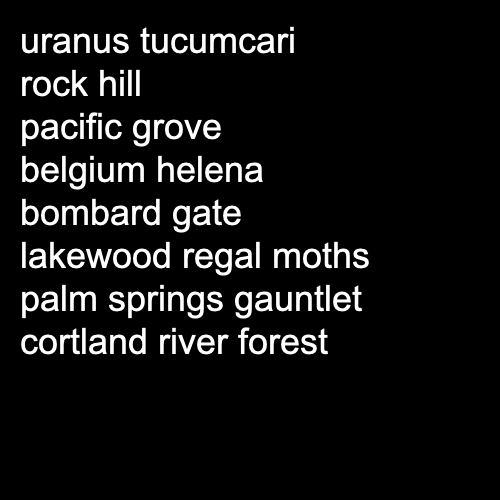 uranus tucumcari
rock hill
pacific grove
belgium helena
bombard gate
lakewood regal moths
palm springs gauntlet
cortland river forest